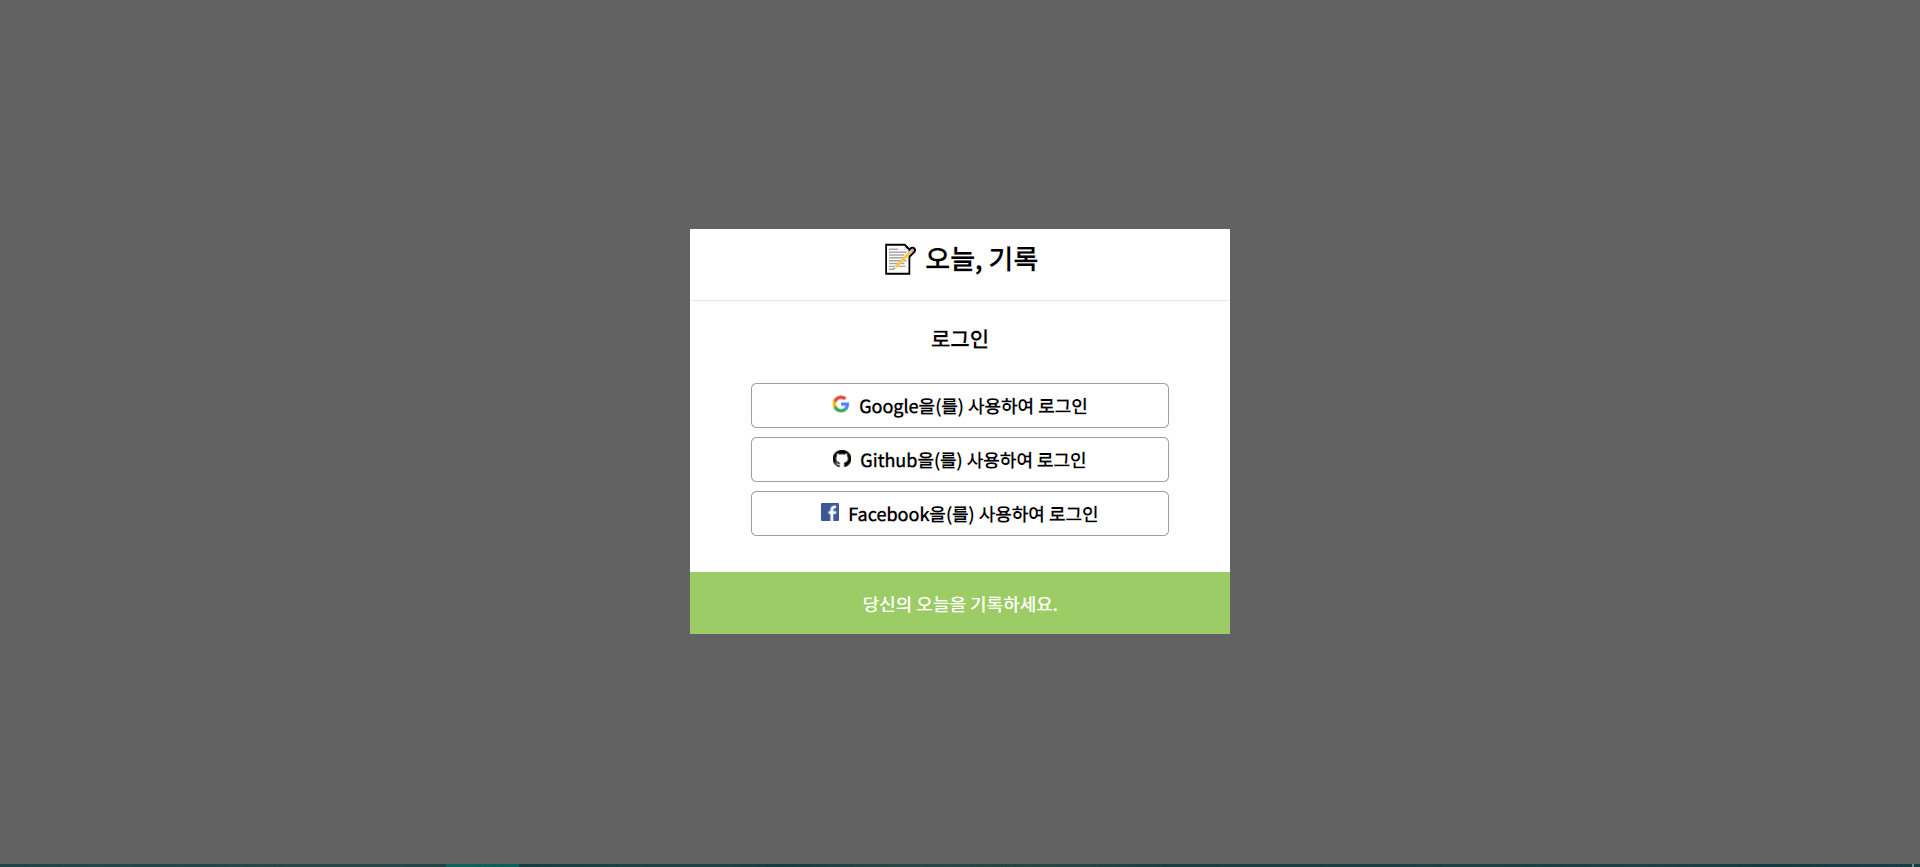 오늘, 기록
로그인
Google을(를) 사용하여 로그인
Github을(를) 사용하여 로그인
Facebook을(를) 사용하여 로그인
당신의 오늘을 기록하세요.